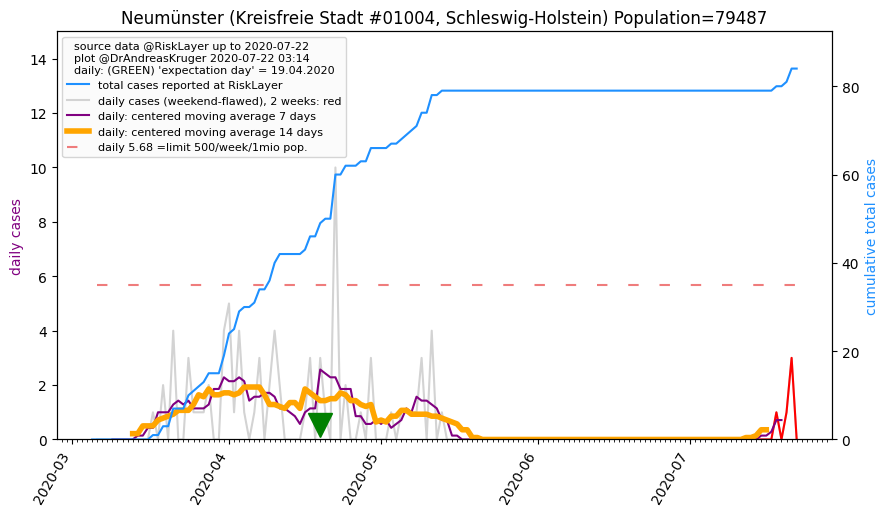 Neumünster (Kreisfreie Stadt #01004, Schleswig-Holstein) Population=79487
source data @RiskLayer up to 2020-07-22
plot @DrAndreasKruger 2020-07-22 03:14
daily: (GREEN) 'expectation day' = 19.04.2020
total cases reported at RiskLayer
daily cases (weekend-flawed), 2 weeks: red
daily: centered moving average 7 days
daily: centered moving average 14 days
daily 5.68 =limit 500/week/1mio pop.
daily cases
14
12
10
8
6
4
2
0
80
60
40
20
0
cumulative total cases
2020-03
2020-04
2020-05
2020-06
2020-07